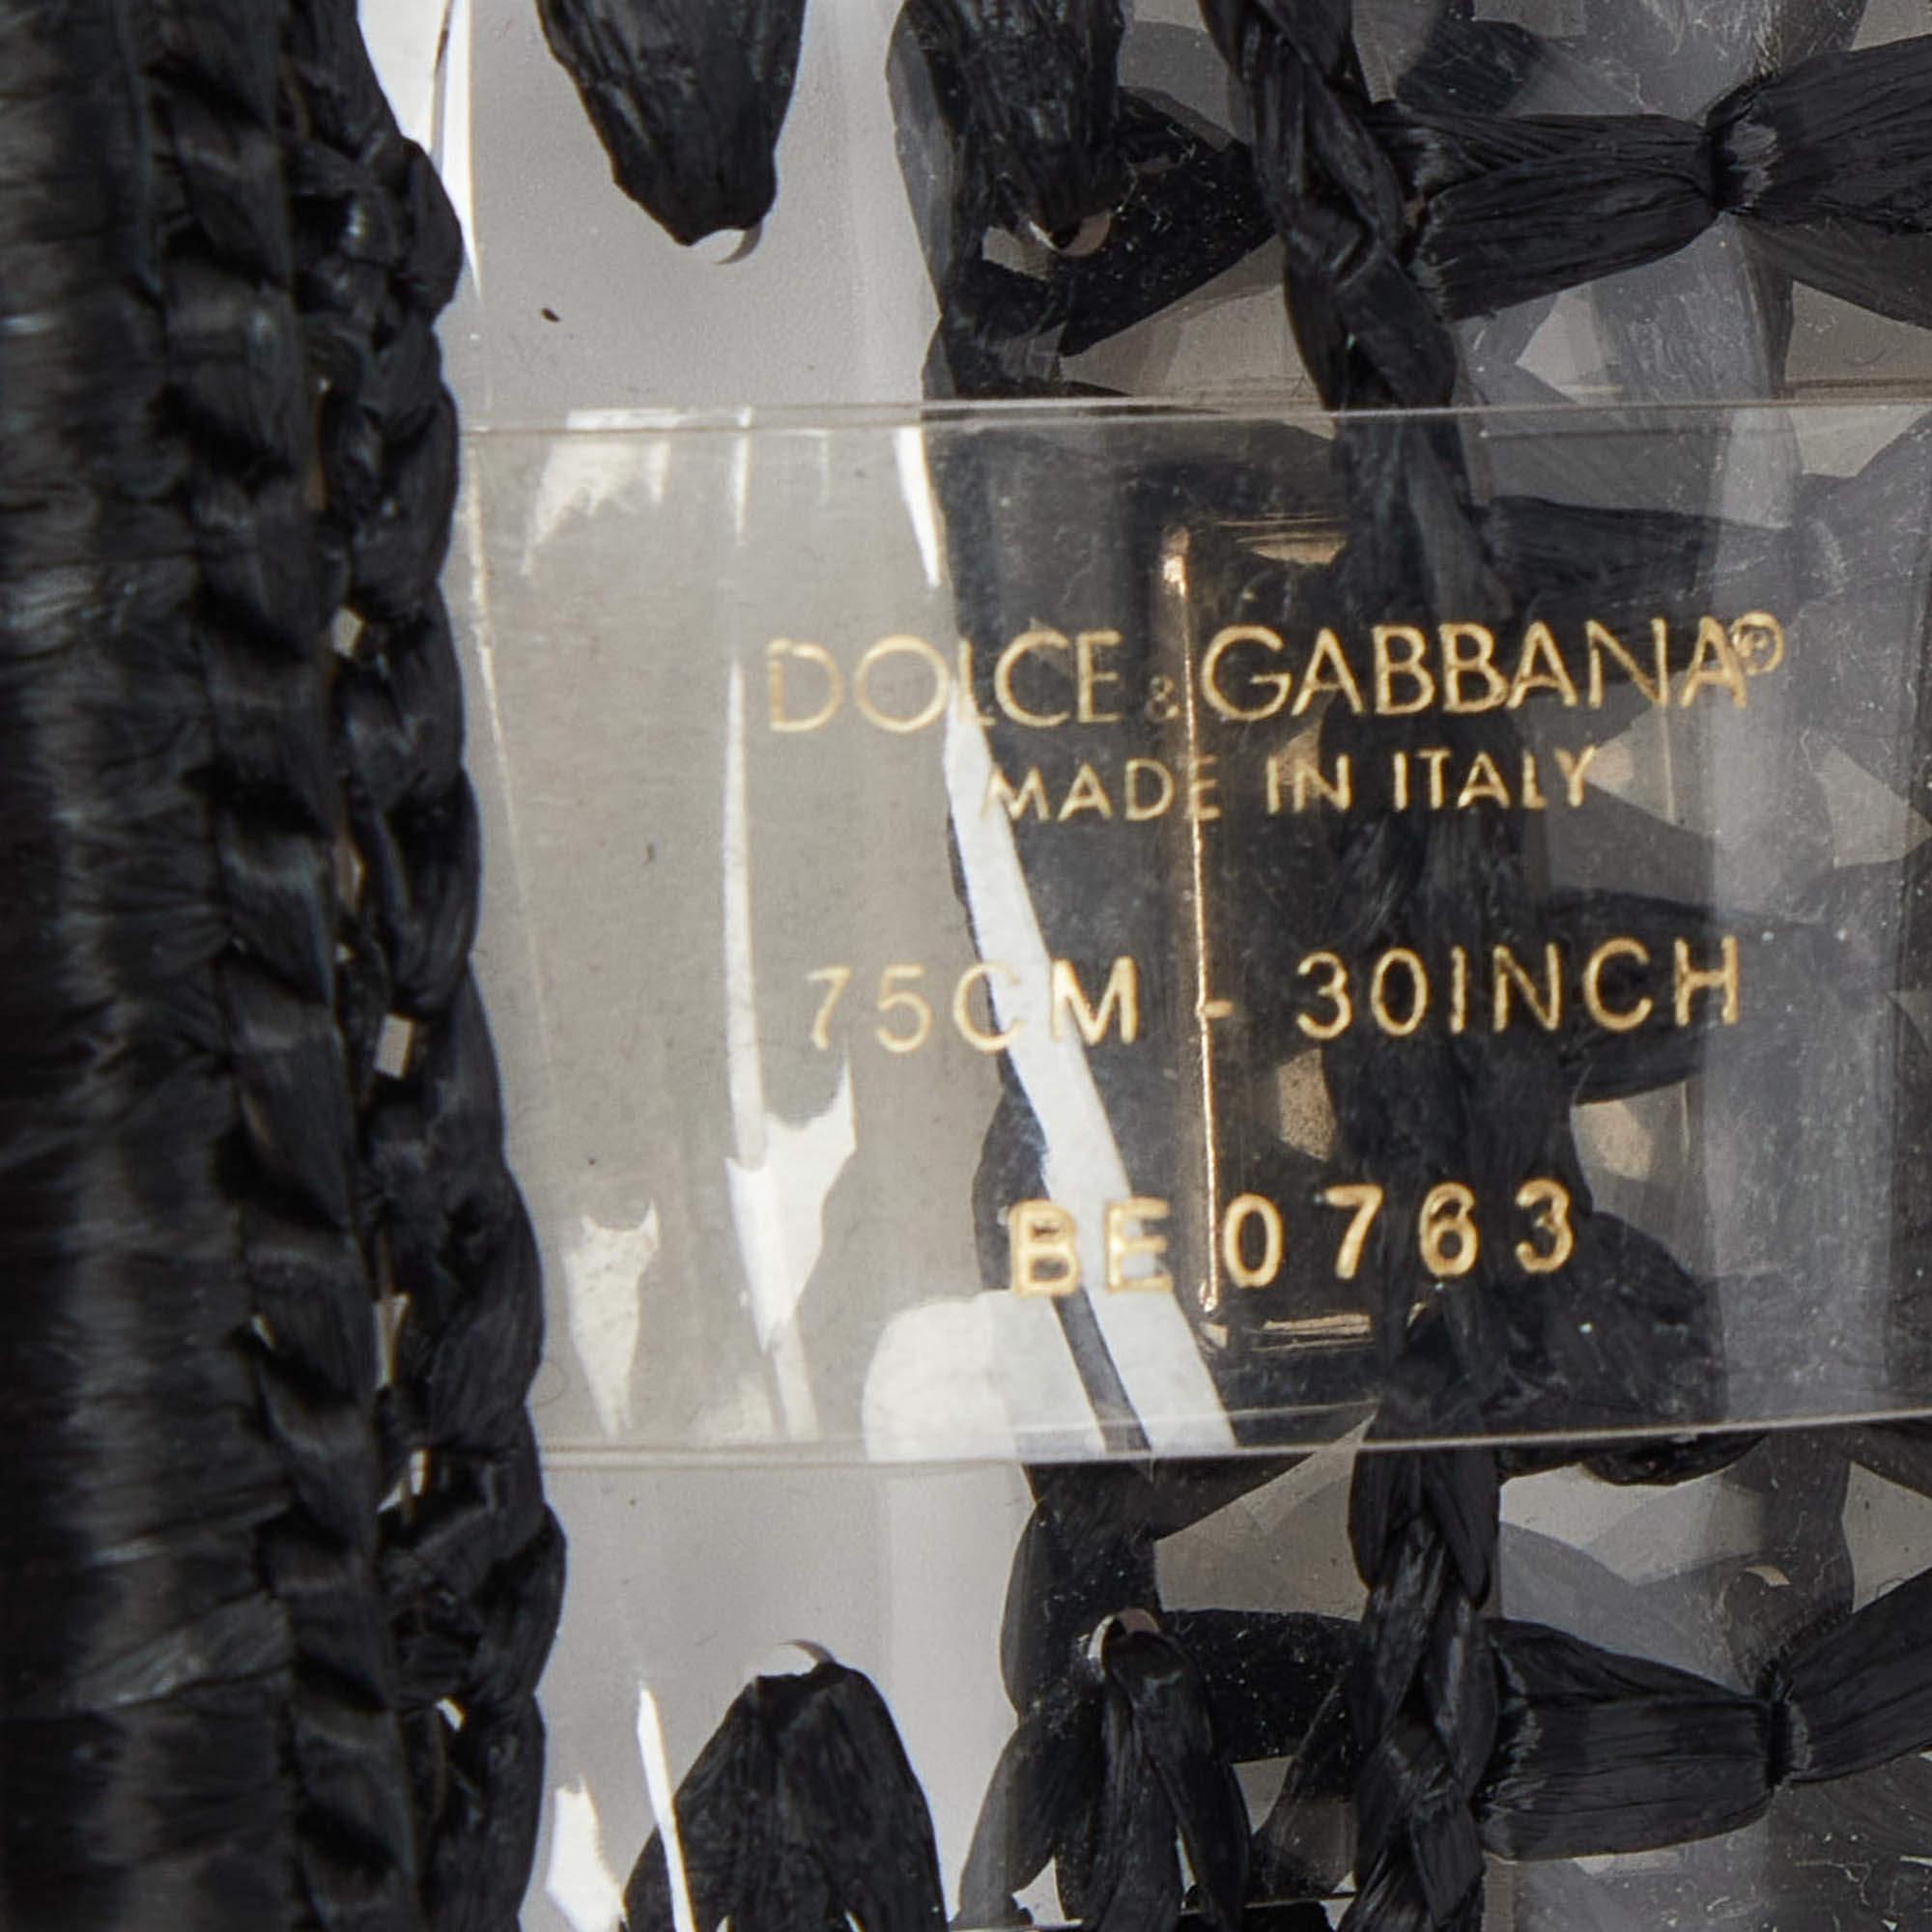 DOLCE & GABBANA®
MADE IN ITALY
75CM - 30INCH
BE0763